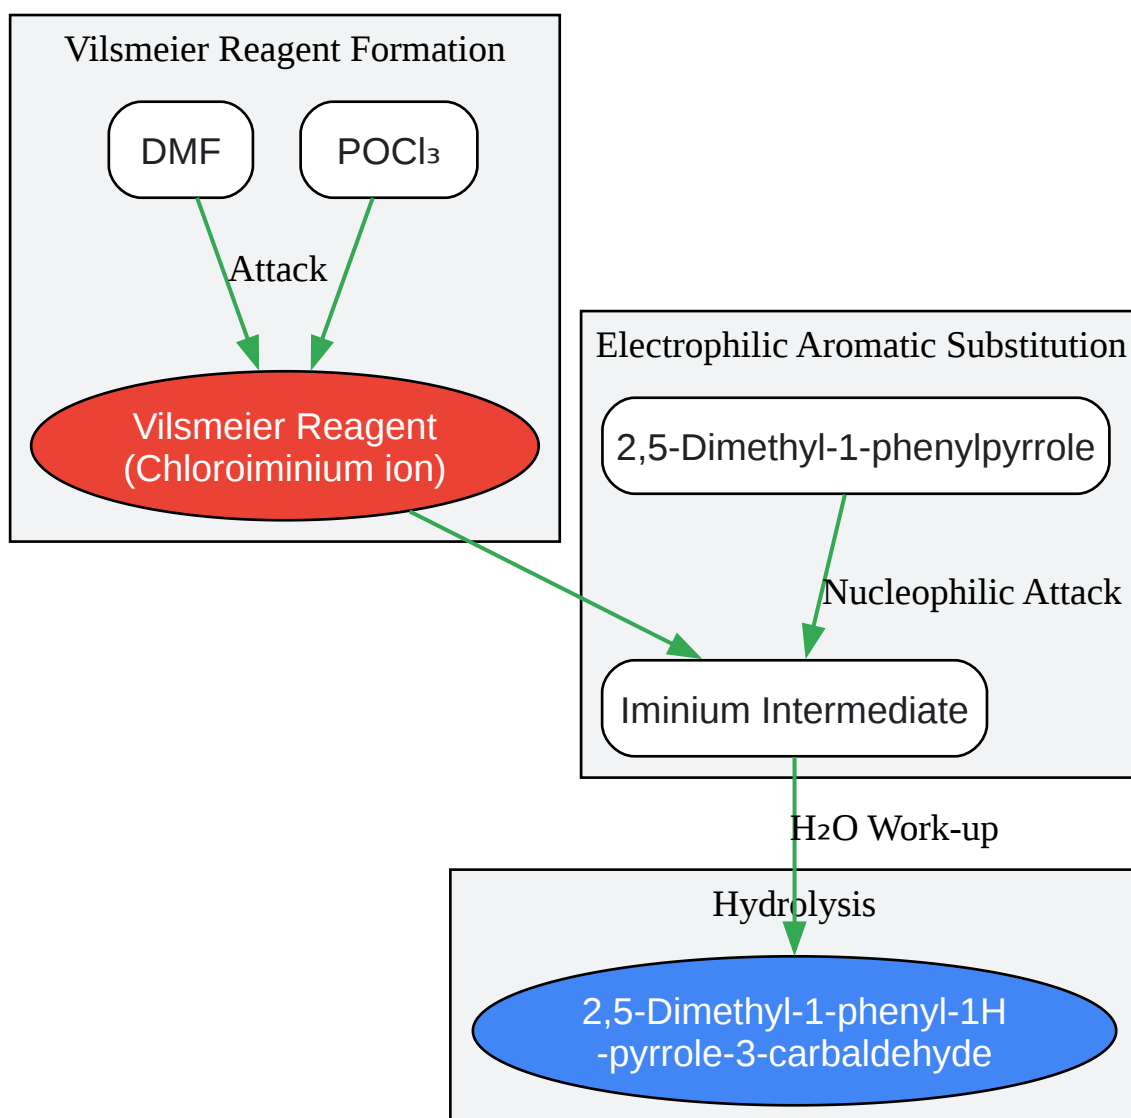 Vilsmeier Reagent Formation
DMF
POCl₃
Attack
Vilsmeier Reagent
(Chloroiminium ion)
Electrophilic Aromatic Substitution
2,5-Dimethyl-1-phenylpyrrole
Nucleophilic Attack
Iminium Intermediate
H₂O Work-up
Hydrolysis
2,5-Dimethyl-1-phenyl-1H
-pyrrole-3-carbaldehyde